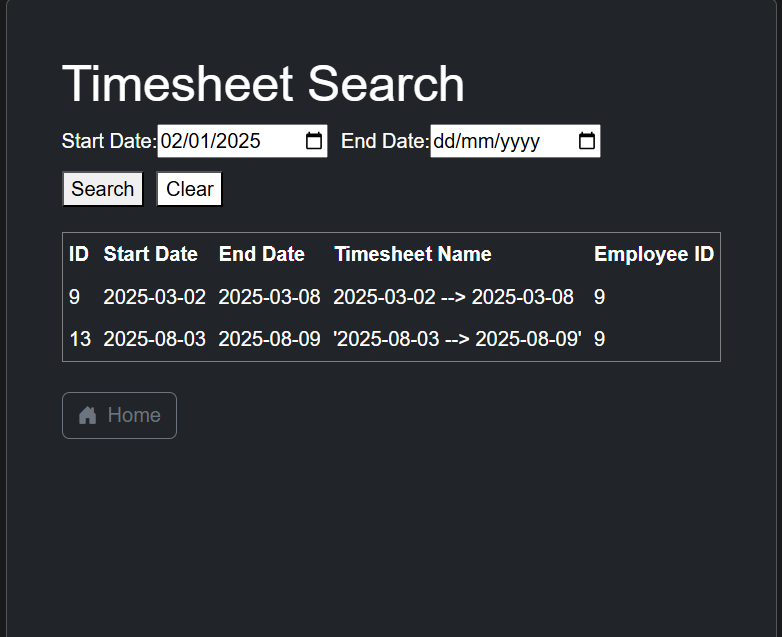 Timesheet Search
Start Date: 02/01/2025 End Date: dd/mm/yyyy
Search Clear
ID Start Date End Date Timesheet Name Employee ID
9 2025-03-02 2025-03-08 2025-03-02 --> 2025-03-08 9
13 2025-08-03 2025-08-09 '2025-08-03 --> 2025-08-09' 9
Home